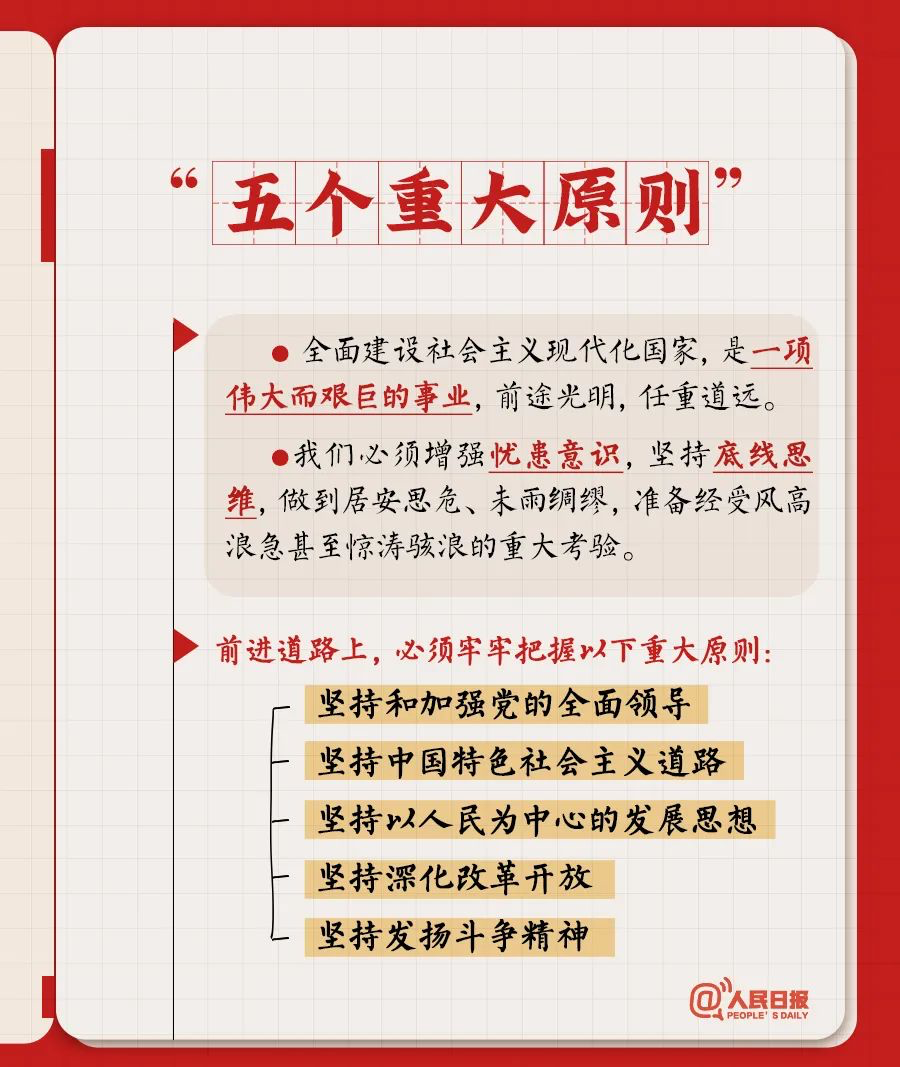 “五个重大原则”
● 全面建设社会主义现代化国家，是一项
伟大而艰巨的事业，前途光明，任重道远。
●我们必须增强忧患意识，坚持底线思
维，做到居安思危、未雨绸缪，准备经受风高
浪急甚至惊涛骇浪的重大考验。
前进道路上，必须牢牢把握以下重大原则：
坚持和加强党的全面领导
坚持中国特色社会主义道路
坚持以人民为中心的发展思想
坚持深化改革开放
坚持发扬斗争精神
@人民日报
PEOPLE'S DAILY